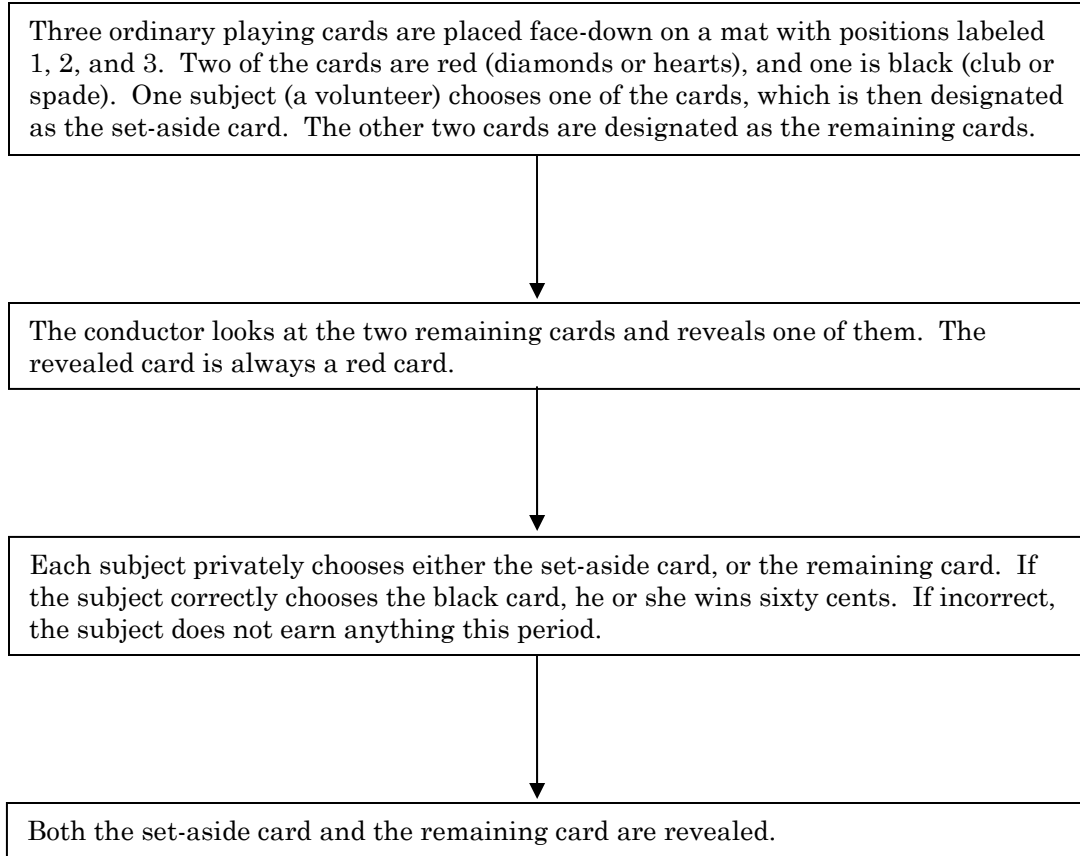 Three ordinary playing cards are placed face-down on a mat with positions labeled
1, 2, and 3.  Two of the cards are red (diamonds or hearts), and one is black (club or
spade).  One subject (a volunteer) chooses one of the cards, which is then designated
as the set-aside card.  The other two cards are designated as the remaining cards.
The conductor looks at the two remaining cards and reveals one of them.  The
revealed card is always a red card.
Each subject privately chooses either the set-aside card, or the remaining card.  If
the subject correctly chooses the black card, he or she wins sixty cents.  If incorrect,
the subject does not earn anything this period.
Both the set-aside card and the remaining card are revealed.